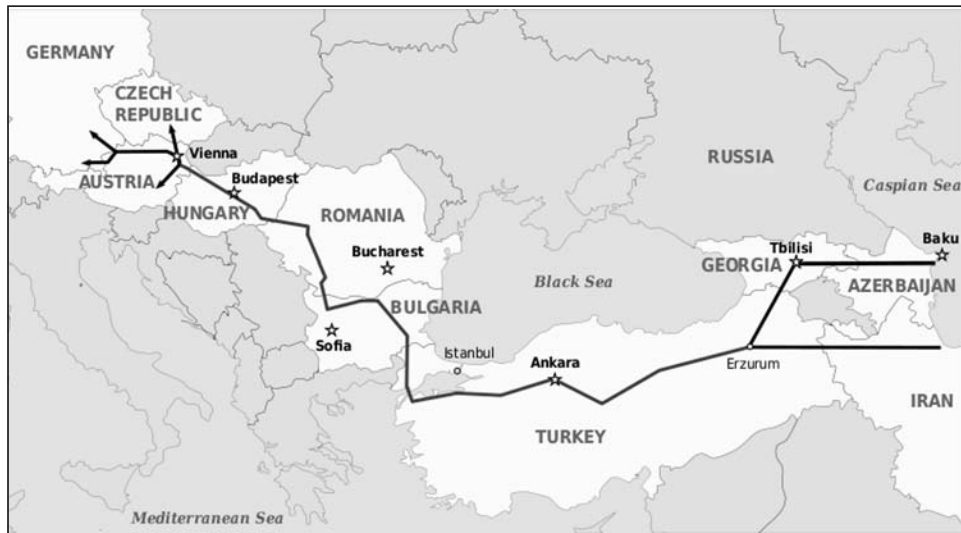 GERMANY
CZECH
REPUBLIC
Vienna
AUSTRIA
Budapest
HUNGARY
ROMANIA
Bucharest
BULGARIA
Sofia
Istanbul
Ankara
TURKEY
Black Sea
RUSSIA
Caspian Sea
Tbilisi
GEORGIA
Baku
AZERBAIJAN
Erzurum
IRAN
Mediterranean Sea